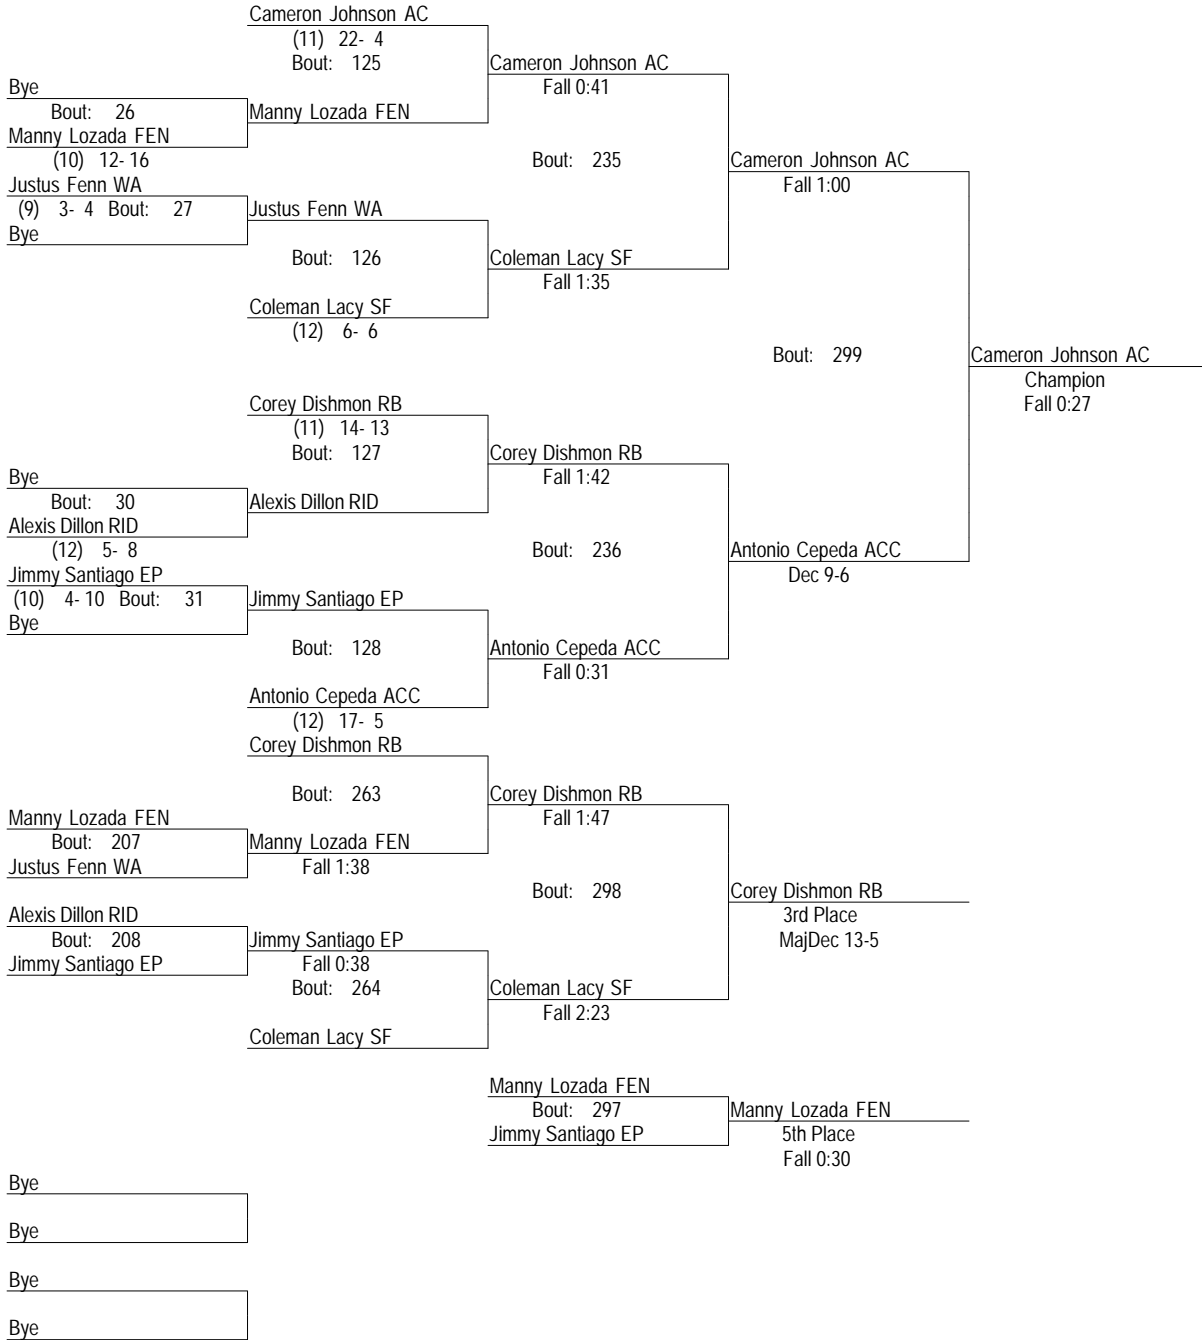 Cameron Johnson AC
(11) 22- 4
Bout: 125
Cameron Johnson AC
Fall 0:41
Bye
Bout: 26
Manny Lozada FEN
Manny Lozada FEN
(10) 12- 16
Bout: 235
Cameron Johnson AC
Fall 1:00
Justus Fenn WA
(9) 3- 4 Bout: 27
Justus Fenn WA
Bye
Bout: 126
Coleman Lacy SF
Fall 1:35
Coleman Lacy SF
(12) 6- 6
Bout: 299
Cameron Johnson AC
Champion
Fall 0:27
Corey Dishmon RB
(11) 14- 13
Bout: 127
Corey Dishmon RB
Fall 1:42
Bye
Bout: 30
Alexis Dillon RID
Alexis Dillon RID
(12) 5- 8
Bout: 236
Antonio Cepeda ACC
Dec 9-6
Jimmy Santiago EP
(10) 4- 10 Bout: 31
Jimmy Santiago EP
Bye
Bout: 128
Antonio Cepeda ACC
Fall 0:31
Antonio Cepeda ACC
(12) 17- 5
Corey Dishmon RB
Bout: 263
Corey Dishmon RB
Fall 1:47
Manny Lozada FEN
Bout: 207
Manny Lozada FEN
Justus Fenn WA
Fall 1:38
Bout: 298
Corey Dishmon RB
3rd Place
MajDec 13-5
Alexis Dillon RID
Bout: 208
Jimmy Santiago EP
Jimmy Santiago EP
Fall 0:38
Bout: 264
Coleman Lacy SF
Fall 2:23
Coleman Lacy SF
Manny Lozada FEN
Bout: 297
Manny Lozada FEN
Jimmy Santiago EP
5th Place
Fall 0:30
Bye
Bye
Bye
Bye